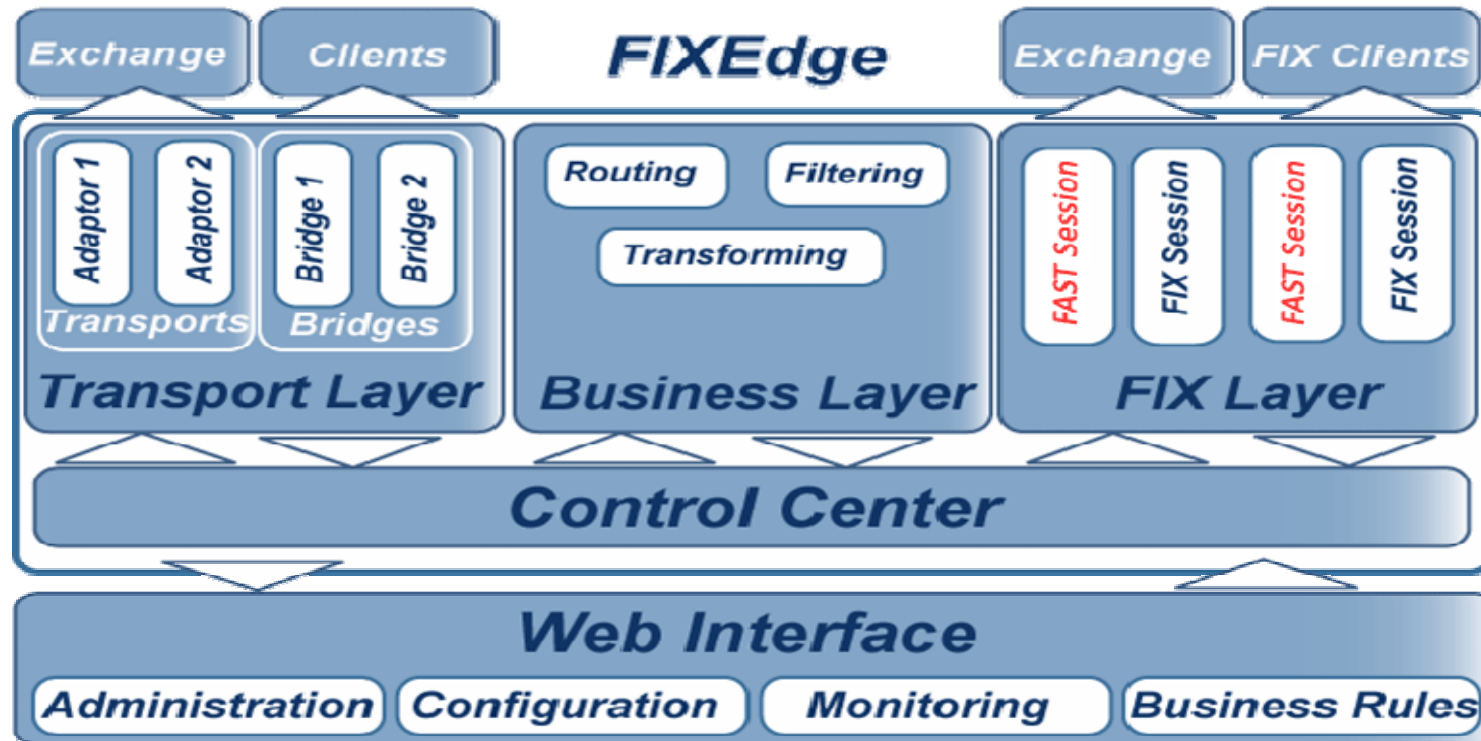 Exchange
Clients
FIXEdge
Exchange
FIX Clients
Adaptor 1
Adaptor 2
Transports
Bridge 1
Bridge 2
Bridges
Transport Layer
Routing
Filtering
Transforming
Business Layer
FAST Session
FIX Session
FAST Session
FIX Session
FIX Layer
Control Center
Web Interface
Administration
Configuration
Monitoring
Business Rules